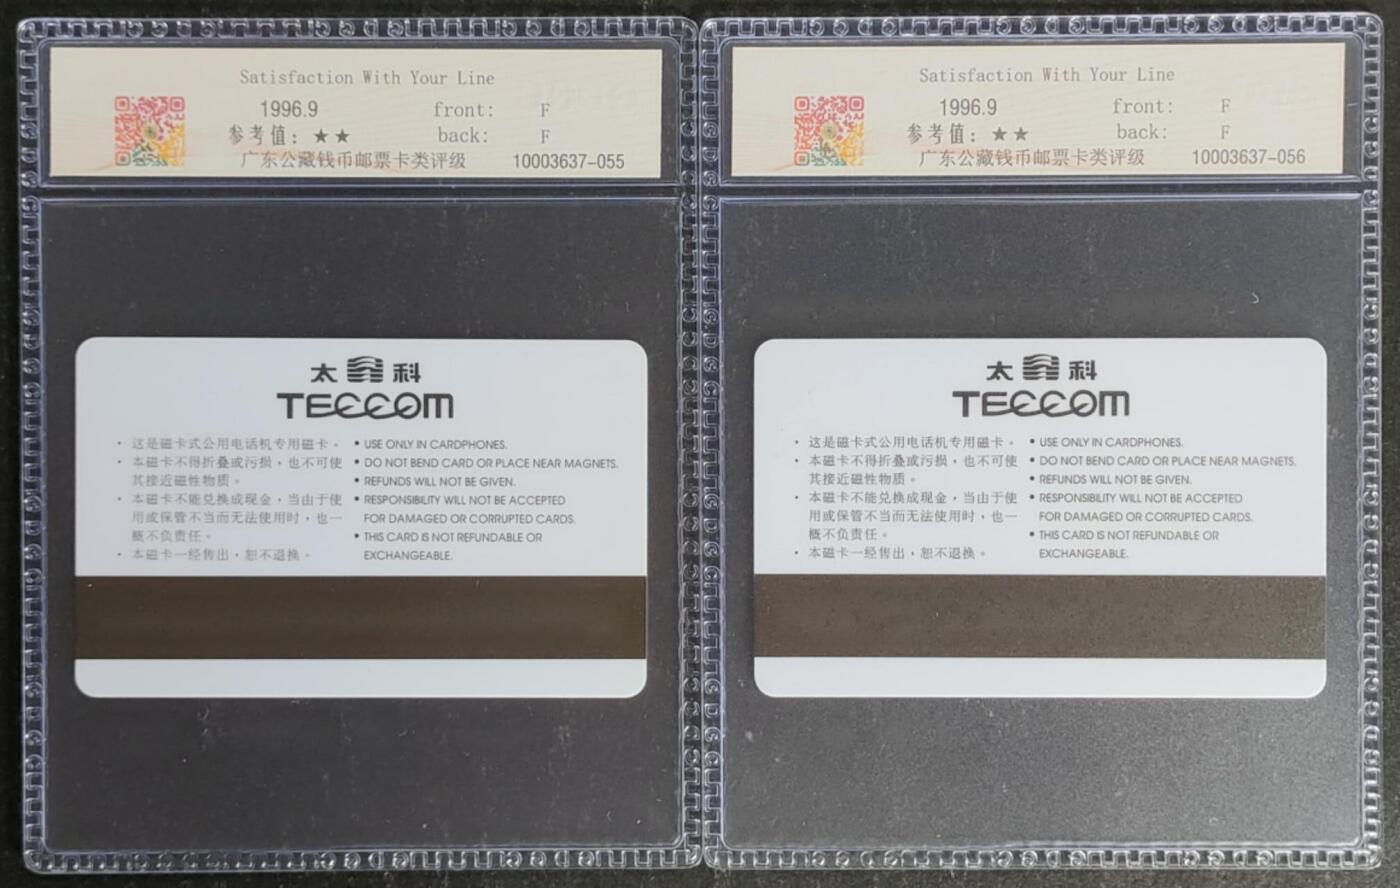 Satisfaction With Your Line
1996.9 front: F
参考值：★★ back: F
广东公藏钱币邮票卡类评级 10003637-055
太 科
TECCOM
· 这是磁卡式公用电话机专用磁卡。
· 本磁卡不得折叠或污损，也不可使
其接近磁性物质。
· 本磁卡不能兑换成现金，当由于使
用或保管不当而无法使用时，也一
概不负责任。
· 本磁卡一经售出，恕不退换。
• USE ONLY IN CARDPHONES.
• DO NOT BEND CARD OR PLACE NEAR MAGNETS.
• REFUNDS WILL NOT BE GIVEN.
• RESPONSIBILITY WILL NOT BE ACCEPTED
FOR DAMAGED OR CORRUPTED CARDS.
• THIS CARD IS NOT REFUNDABLE OR
EXCHANGEABLE.
Satisfaction With Your Line
1996.9 front: F
参考值：★★ back: F
广东公藏钱币邮票卡类评级 10003637-056
太 科
TECCOM
· 这是磁卡式公用电话机专用磁卡。
· 本磁卡不得折叠或污损，也不可使
其接近磁性物质。
· 本磁卡不能兑换成现金，当由于使
用或保管不当而无法使用时，也一
概不负责任。
· 本磁卡一经售出，恕不退换。
• USE ONLY IN CARDPHONES.
• DO NOT BEND CARD OR PLACE NEAR MAGNETS.
• REFUNDS WILL NOT BE GIVEN.
• RESPONSIBILITY WILL NOT BE ACCEPTED
FOR DAMAGED OR CORRUPTED CARDS.
• THIS CARD IS NOT REFUNDABLE OR
EXCHANGEABLE.